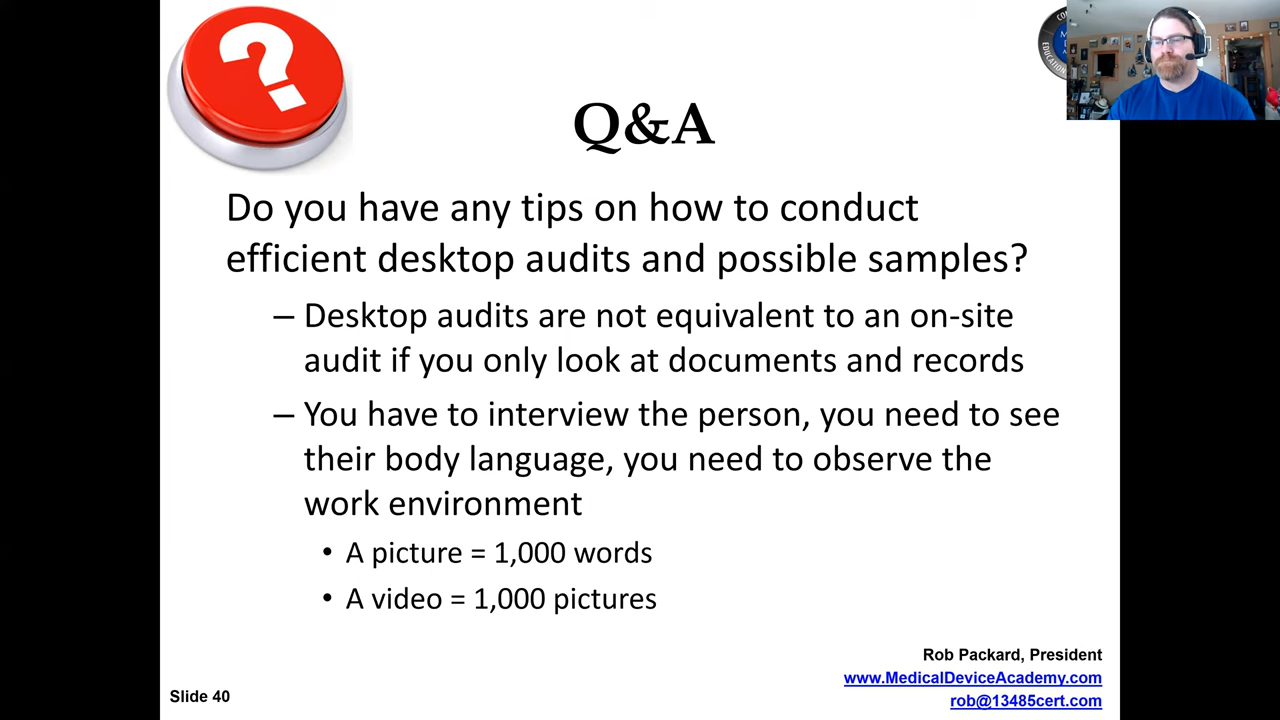 Q&A
Do you have any tips on how to conduct
efficient desktop audits and possible samples?
– Desktop audits are not equivalent to an on-site
audit if you only look at documents and records
– You have to interview the person, you need to see
their body language, you need to observe the
work environment
• A picture = 1,000 words
• A video = 1,000 pictures
Rob Packard, President
www.MedicalDeviceAcademy.com
rob@13485cert.com
Slide 40